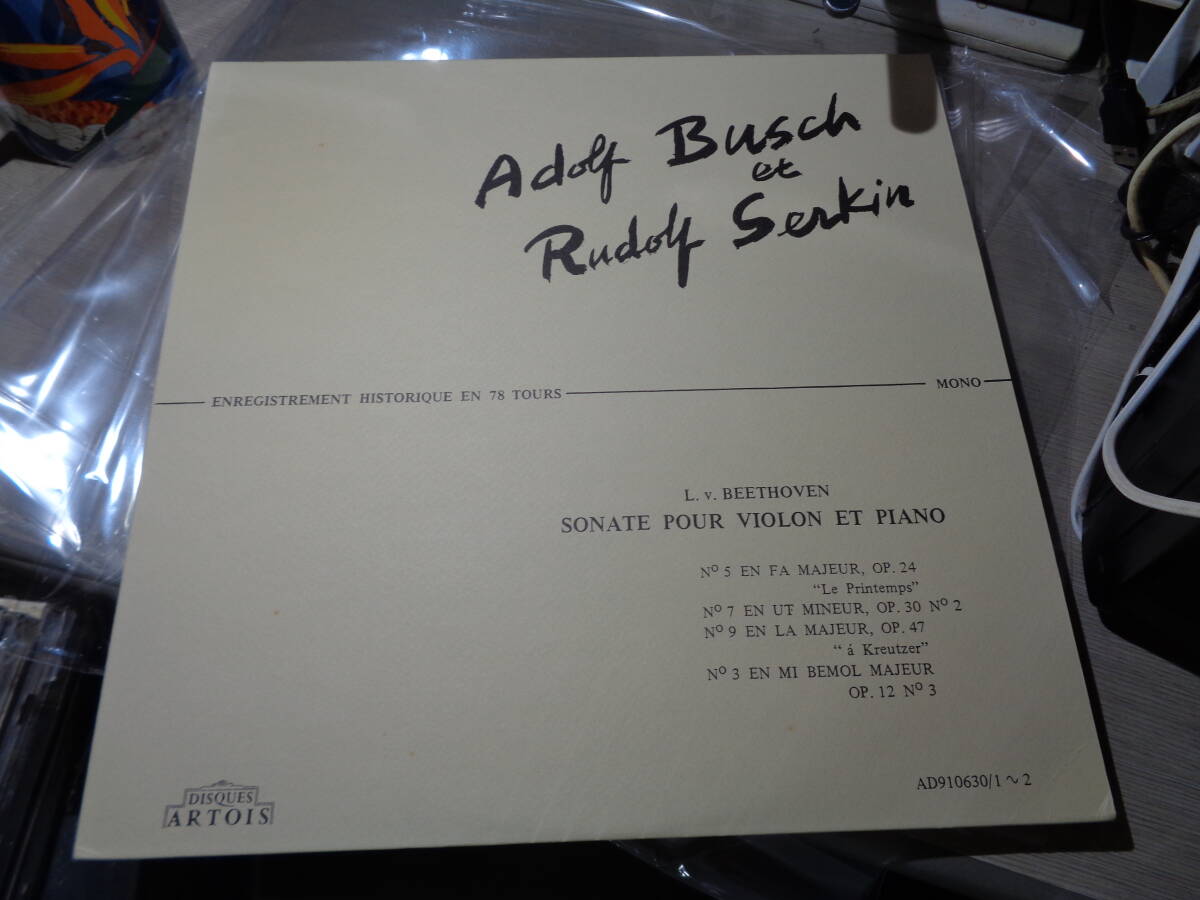 Adolf Busch
et
Rudolf Serkin
ENREGISTREMENT HISTORIQUE EN 78 TOURS
MONO
L. v. BEETHOVEN
SONATE POUR VIOLON ET PIANO
Nº 5 EN FA MAJEUR, OP. 24
“Le Printemps”
Nº 7 EN UT MINEUR, OP. 30 Nº 2
Nº 9 EN LA MAJEUR, OP. 47
“ á Kreutzer”
Nº 3 EN MI BEMOL MAJEUR
OP. 12 Nº 3
DISQUES
ARTOIS
AD910630/1 ~ 2